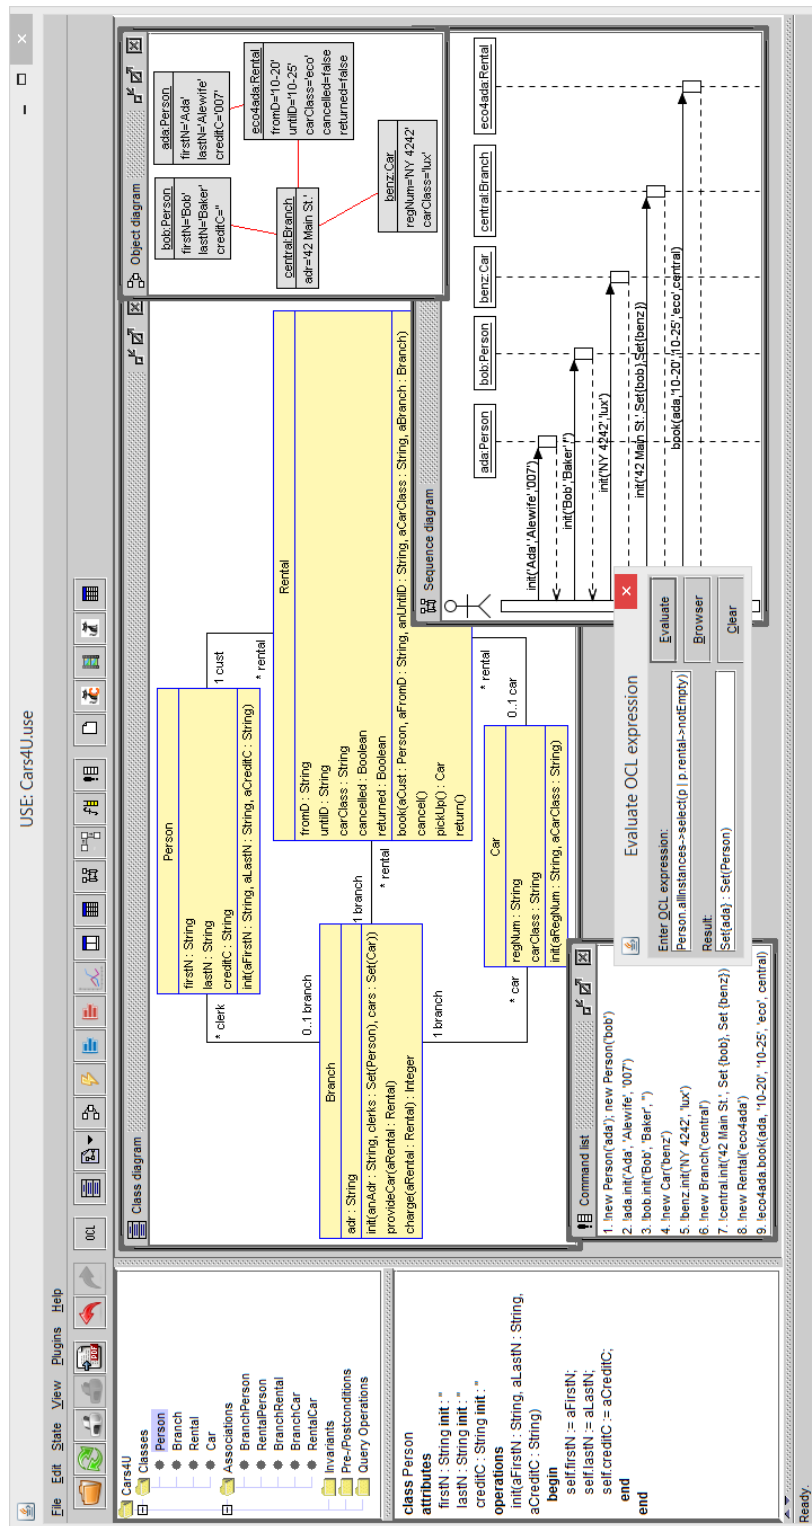 USE: Cars4U.use
File Edit State View Plugins Help
OCL
PDF
Cars4U
Classes
Person
Branch
Rental
Car
Associations
BranchPerson
RentalPerson
BranchRental
BranchCar
RentalCar
Invariants
Pre-/Postconditions
Query Operations
class Person
attributes
firstN : String init : ''
lastN : String init : ''
creditC : String init : ''
operations
init(aFirstN : String, aLastN : String,
aCreditC : String)
begin
self.firstN := aFirstN;
self.lastN := aLastN;
self.creditC := aCreditC;
end
end
Ready.
Class diagram
Person
firstN : String
lastN : String
creditC : String
init(aFirstN : String, aLastN : String, aCreditC : String)
* clerk
1 cust
0..1 branch
* rental
Branch
adr : String
init(anAdr : String, clerks : Set(Person), cars : Set(Car))
provideCar(aRental : Rental)
charge(aRental : Rental) : Integer
1 branch
* rental
Rental
fromD : String
untilD : String
carClass : String
cancelled : Boolean
returned : Boolean
book(aCust : Person, aFromD : String, anUntilD : String, aCarClass : String, aBranch : Branch)
cancel()
pickUp() : Car
return()
1 branch
* rental
* car
0..1 car
Car
regNum : String
carClass : String
init(aRegNum : String, aCarClass : String)
Object diagram
bob:Person
firstN='Bob'
lastN='Baker'
creditC=''
ada:Person
firstN='Ada'
lastN='Alewife'
creditC='007'
central:Branch
adr='42 Main St.'
eco4ada:Rental
fromD='10-20'
untilD='10-25'
carClass='eco'
cancelled=false
returned=false
benz:Car
regNum='NY 4242'
carClass='lux'
Sequence diagram
ada:Person
bob:Person
benz:Car
central:Branch
eco4ada:Rental
init('Ada','Alewife','007')
init('Bob','Baker','')
init('NY 4242','lux')
init('42 Main St.',Set{bob},Set{benz})
book(ada,'10-20','10-25','eco',central)
Command list
1. !new Person('ada'); new Person('bob')
2. !ada.init('Ada', 'Alewife', '007')
3. !bob.init('Bob', 'Baker', '')
4. !new Car('benz')
5. !benz.init('NY 4242', 'lux')
6. !new Branch('central')
7. !central.init('42 Main St.', Set {bob}, Set {benz})
8. !new Rental('eco4ada')
9. !eco4ada.book(ada, '10-20', '10-25', 'eco', central)
Evaluate OCL expression
Enter OCL expression:
Person.allInstances->select(p | p.rental->notEmpty)
Result:
Set{ada} : Set(Person)
Evaluate
Browser
Clear